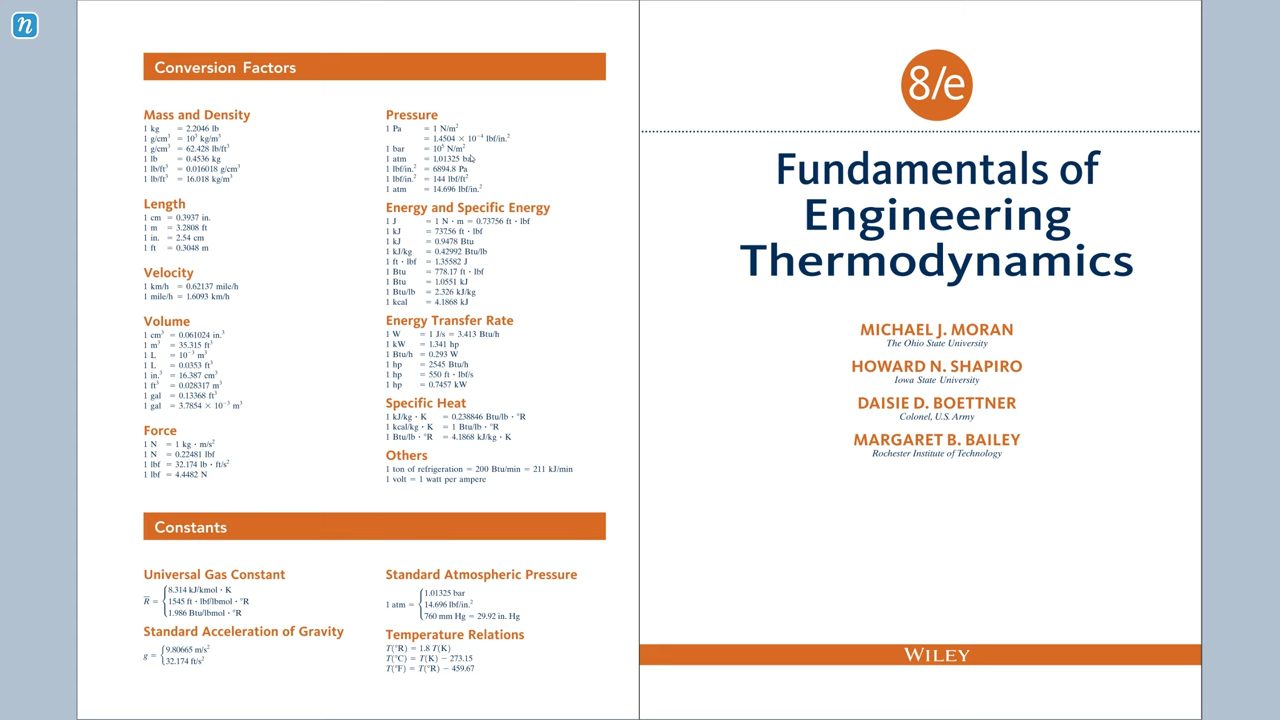 n
Conversion Factors
Mass and Density
1 kg = 2.2046 lb
1 g/cm³ = 10³ kg/m³
1 g/cm³ = 62.428 lb/ft³
1 lb = 0.4536 kg
1 lb/ft³ = 0.016018 g/cm³
1 lb/ft³ = 16.018 kg/m³
Length
1 cm = 0.3937 in.
1 m = 3.2808 ft
1 in. = 2.54 cm
1 ft = 0.3048 m
Velocity
1 km/h = 0.62137 mile/h
1 mile/h = 1.6093 km/h
Volume
1 cm³ = 0.061024 in.³
1 m³ = 35.315 ft³
1 L = 10⁻³ m³
1 L = 0.0353 ft³
1 in.³ = 16.387 cm³
1 ft³ = 0.028317 m³
1 gal = 0.13368 ft³
1 gal = 3.7854 × 10⁻³ m³
Force
1 N = 1 kg · m/s²
1 N = 0.22481 lbf
1 lbf = 32.174 lb · ft/s²
1 lbf = 4.4482 N
Pressure
1 Pa = 1 N/m²
= 1.4504 × 10⁻⁴ lbf/in.²
1 bar = 10⁵ N/m²
1 atm = 1.01325 bar
1 lbf/in.² = 6894.8 Pa
1 lbf/in.² = 144 lbf/ft²
1 atm = 14.696 lbf/in.²
Energy and Specific Energy
1 J = 1 N · m = 0.73756 ft · lbf
1 kJ = 737.56 ft · lbf
1 kJ = 0.9478 Btu
1 kJ/kg = 0.42992 Btu/lb
1 ft · lbf = 1.35582 J
1 Btu = 778.17 ft · lbf
1 Btu = 1.0551 kJ
1 Btu/lb = 2.326 kJ/kg
1 kcal = 4.1868 kJ
Energy Transfer Rate
1 W = 1 J/s = 3.413 Btu/h
1 kW = 1.341 hp
1 Btu/h = 0.293 W
1 hp = 2545 Btu/h
1 hp = 550 ft · lbf/s
1 hp = 0.7457 kW
Specific Heat
1 kJ/kg · K = 0.238846 Btu/lb · °R
1 kcal/kg · K = 1 Btu/lb · °R
1 Btu/lb · °R = 4.1868 kJ/kg · K
Others
1 ton of refrigeration = 200 Btu/min = 211 kJ/min
1 volt = 1 watt per ampere
Constants
Universal Gas Constant
8.314 kJ/kmol · K
R̅ = 1545 ft · lbf/lbmol · °R
1.986 Btu/lbmol · °R
Standard Acceleration of Gravity
g = 9.80665 m/s²
32.174 ft/s²
Standard Atmospheric Pressure
1.01325 bar
1 atm = 14.696 lbf/in.²
760 mm Hg = 29.92 in. Hg
Temperature Relations
T(°R) = 1.8 T(K)
T(°C) = T(K) − 273.15
T(°F) = T(°R) − 459.67
8/e
Fundamentals of
Engineering
Thermodynamics
MICHAEL J. MORAN
The Ohio State University
HOWARD N. SHAPIRO
Iowa State University
DAISIE D. BOETTNER
Colonel, U.S. Army
MARGARET B. BAILEY
Rochester Institute of Technology
WILEY